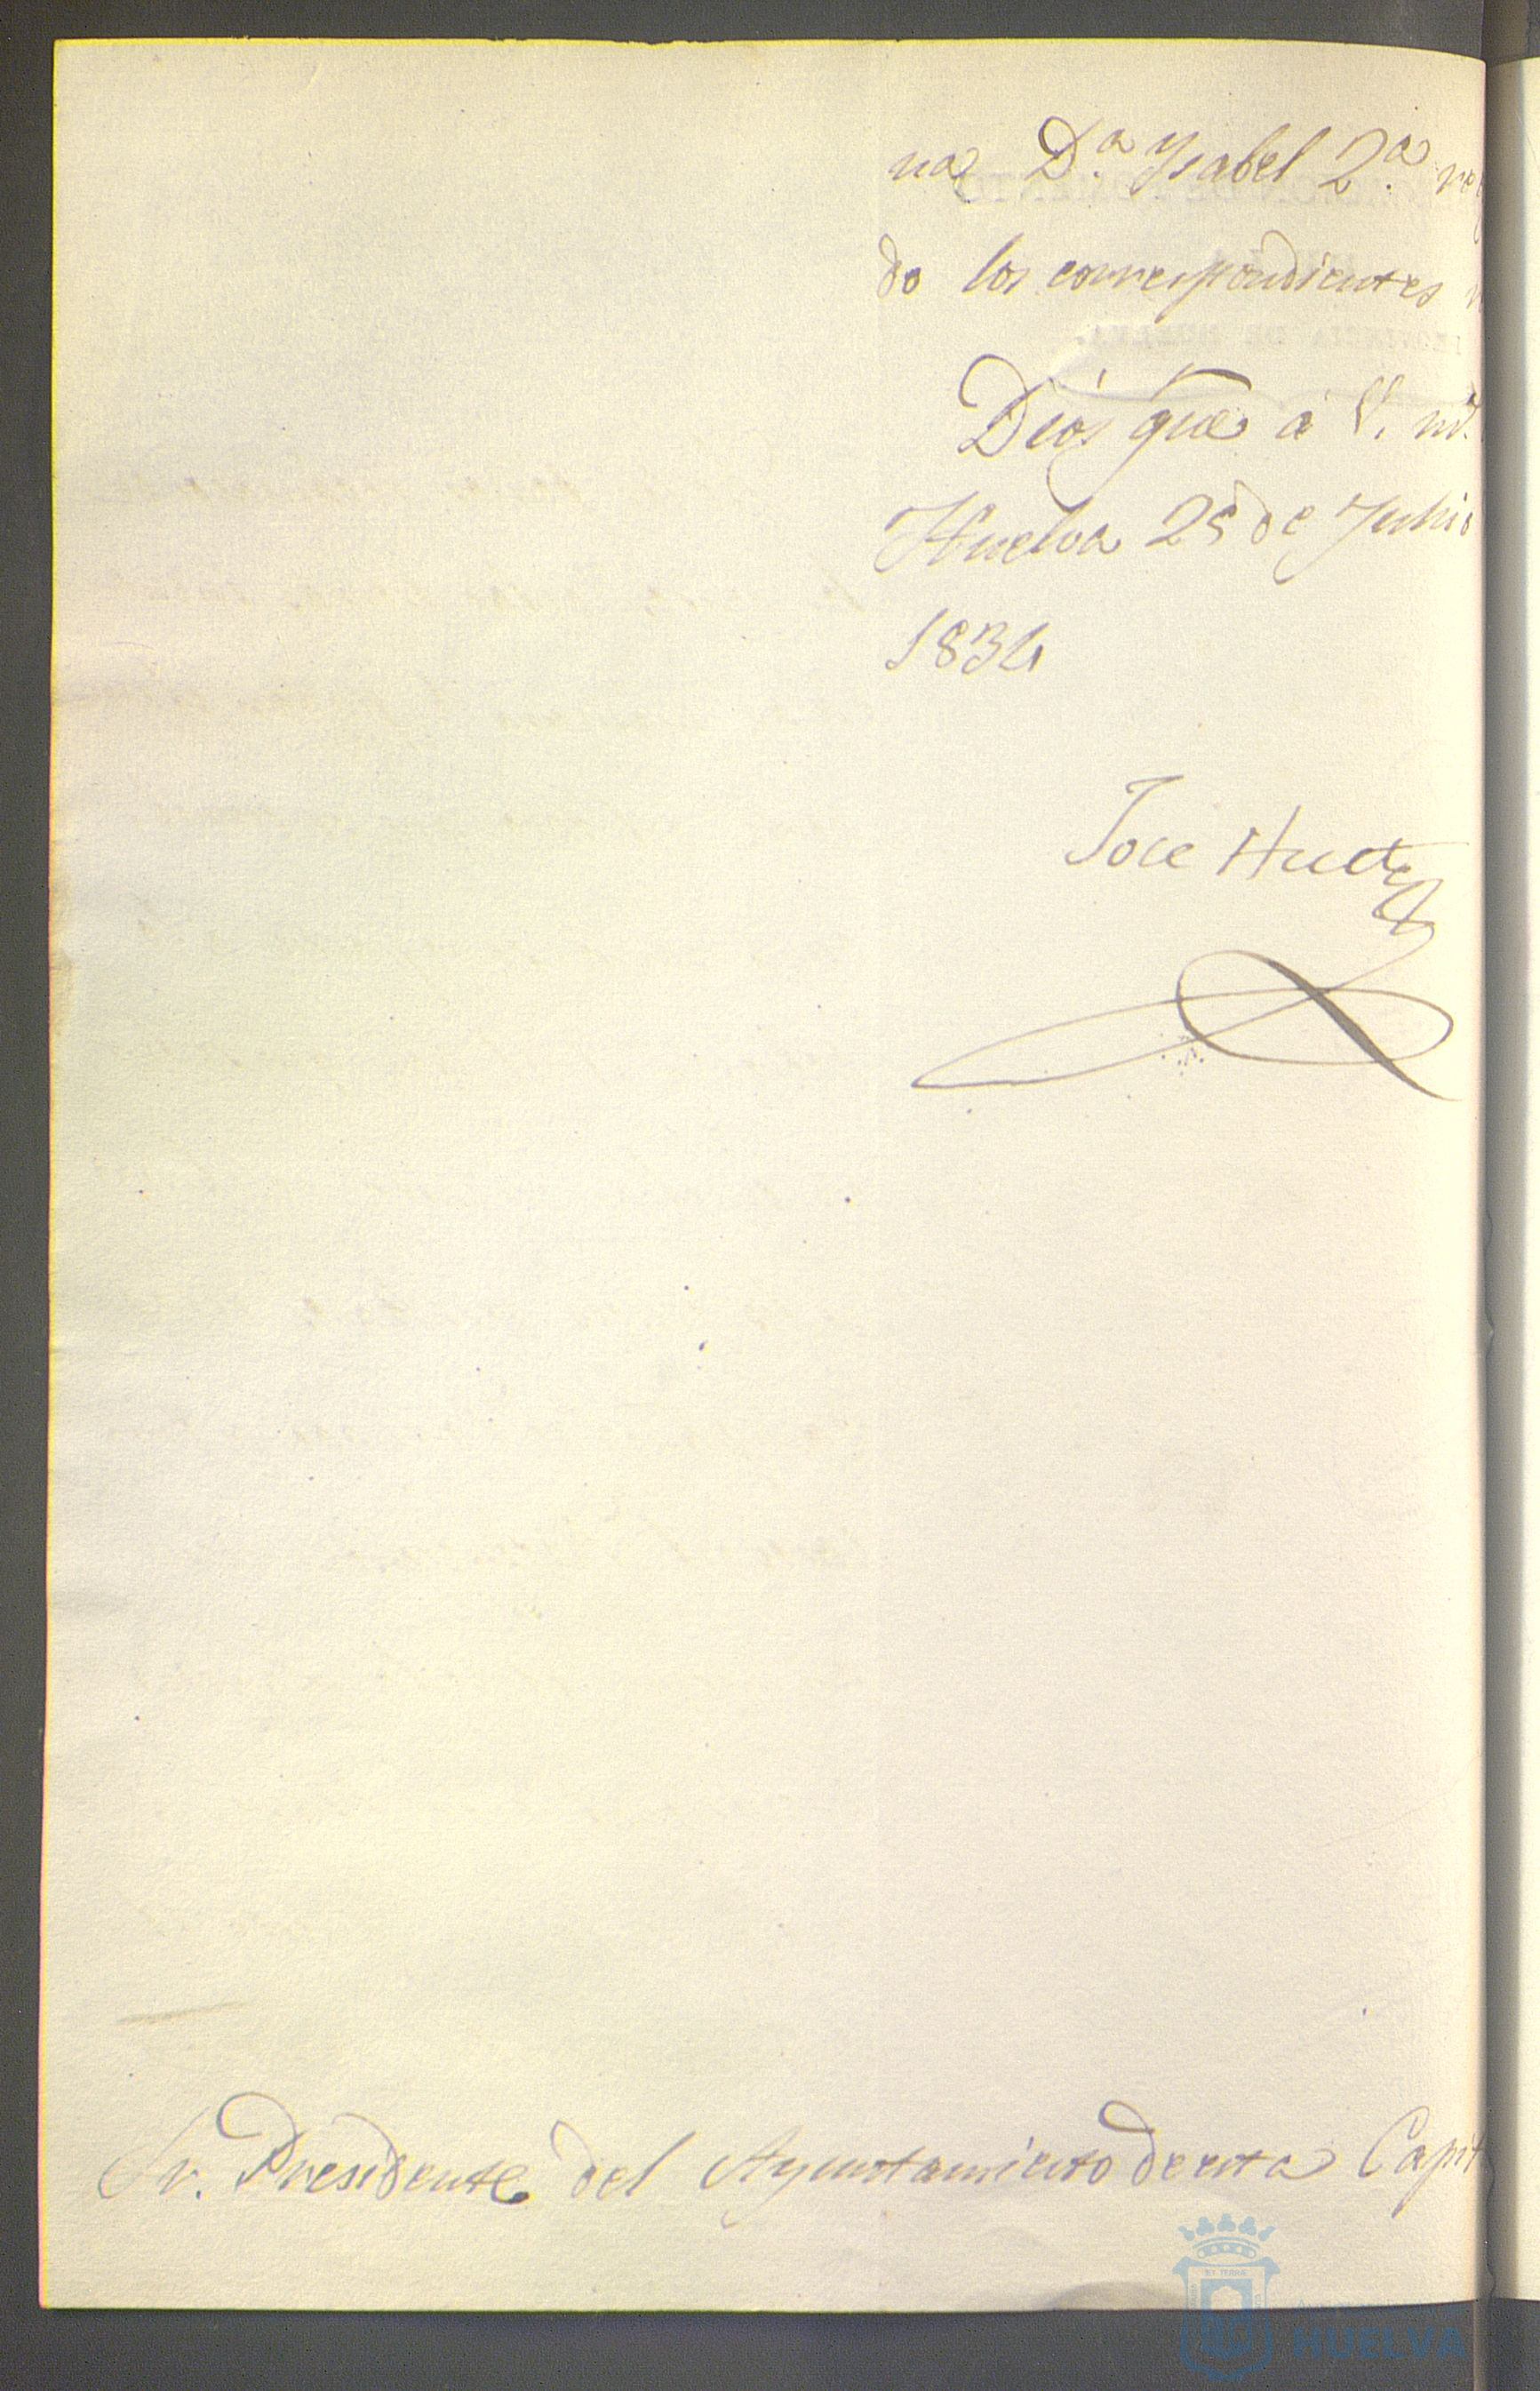 na D.ª Ysabel 2.ª
do los correspondientes
Dios gue á V. m.
Huelva 25 de Julio
1834
Jose Huet
Sr. Presidente del Ayuntamiento de esta Capit
HUELVA